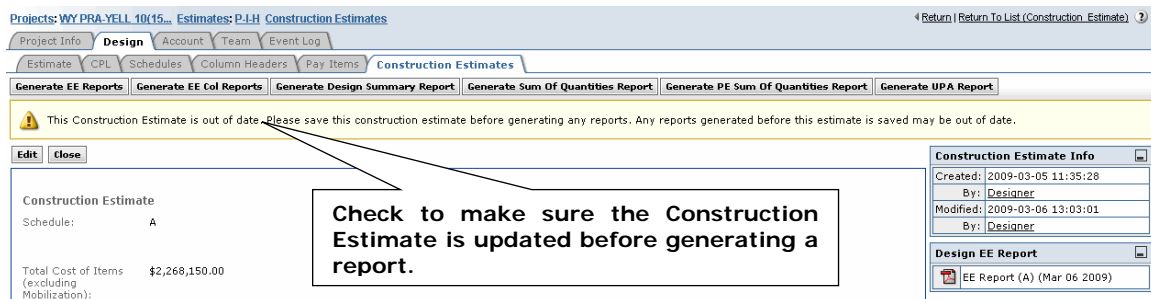 Projects: WY PRA-YELL 10(15... Estimates: P-I-H Construction Estimates
Return | Return To List (Construction Estimate) ?
Project Info Design Account Team Event Log
Estimate CPL Schedules Column Headers Pay Items Construction Estimates
Generate EE Reports Generate EE Col Reports Generate Design Summary Report Generate Sum Of Quantities Report Generate PE Sum Of Quantities Report Generate UPA Report
This Construction Estimate is out of date. Please save this construction estimate before generating any reports. Any reports generated before this estimate is saved may be out of date.
Edit Close
Construction Estimate
Schedule: A
Total Cost of Items $2,268,150.00
(excluding
Mobilization):
Check to make sure the Construction
Estimate is updated before generating a
report.
Construction Estimate Info
Created: 2009-03-05 11:35:28
By: Designer
Modified: 2009-03-06 13:03:01
By: Designer
Design EE Report
EE Report (A) (Mar 06 2009)